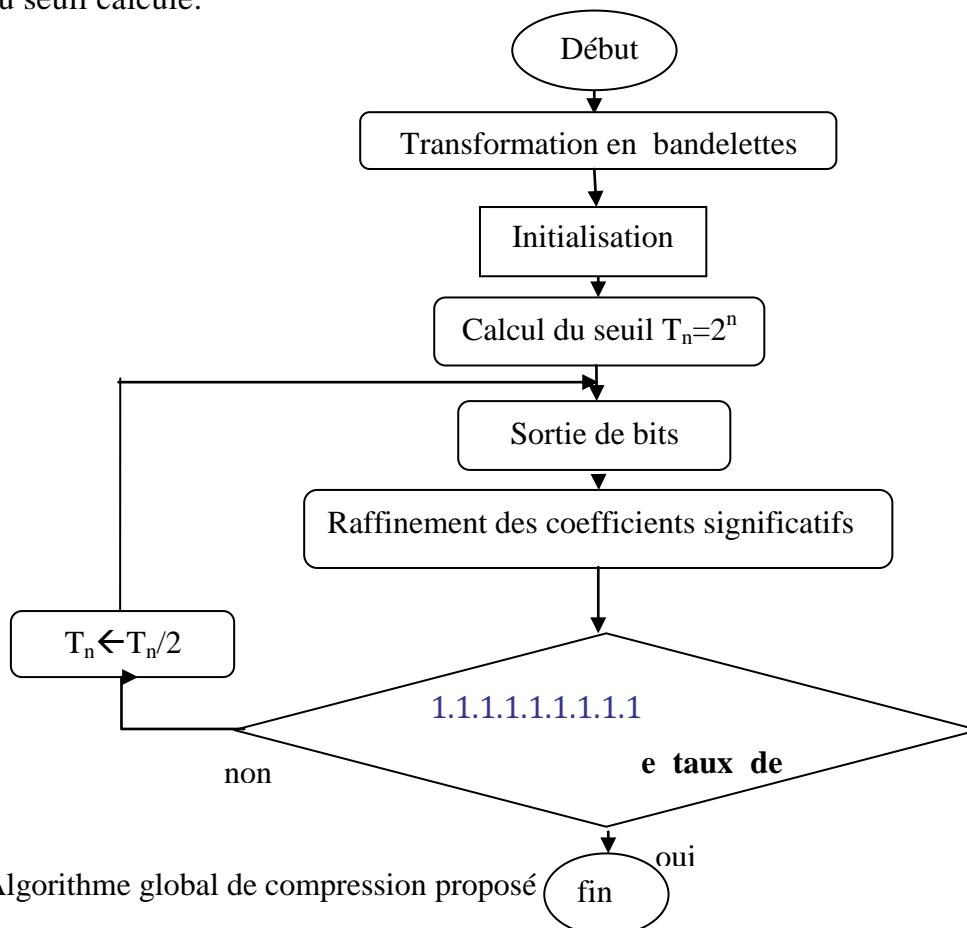 u seuil calculé.
Début
Transformation en bandelettes
Initialisation
Calcul du seuil Tₙ=2ⁿ
Sortie de bits
Raffinement des coefficients significatifs
Tₙ←Tₙ/2
1.1.1.1.1.1.1.1.1
e taux de
non
oui
Algorithme global de compression proposé
fin